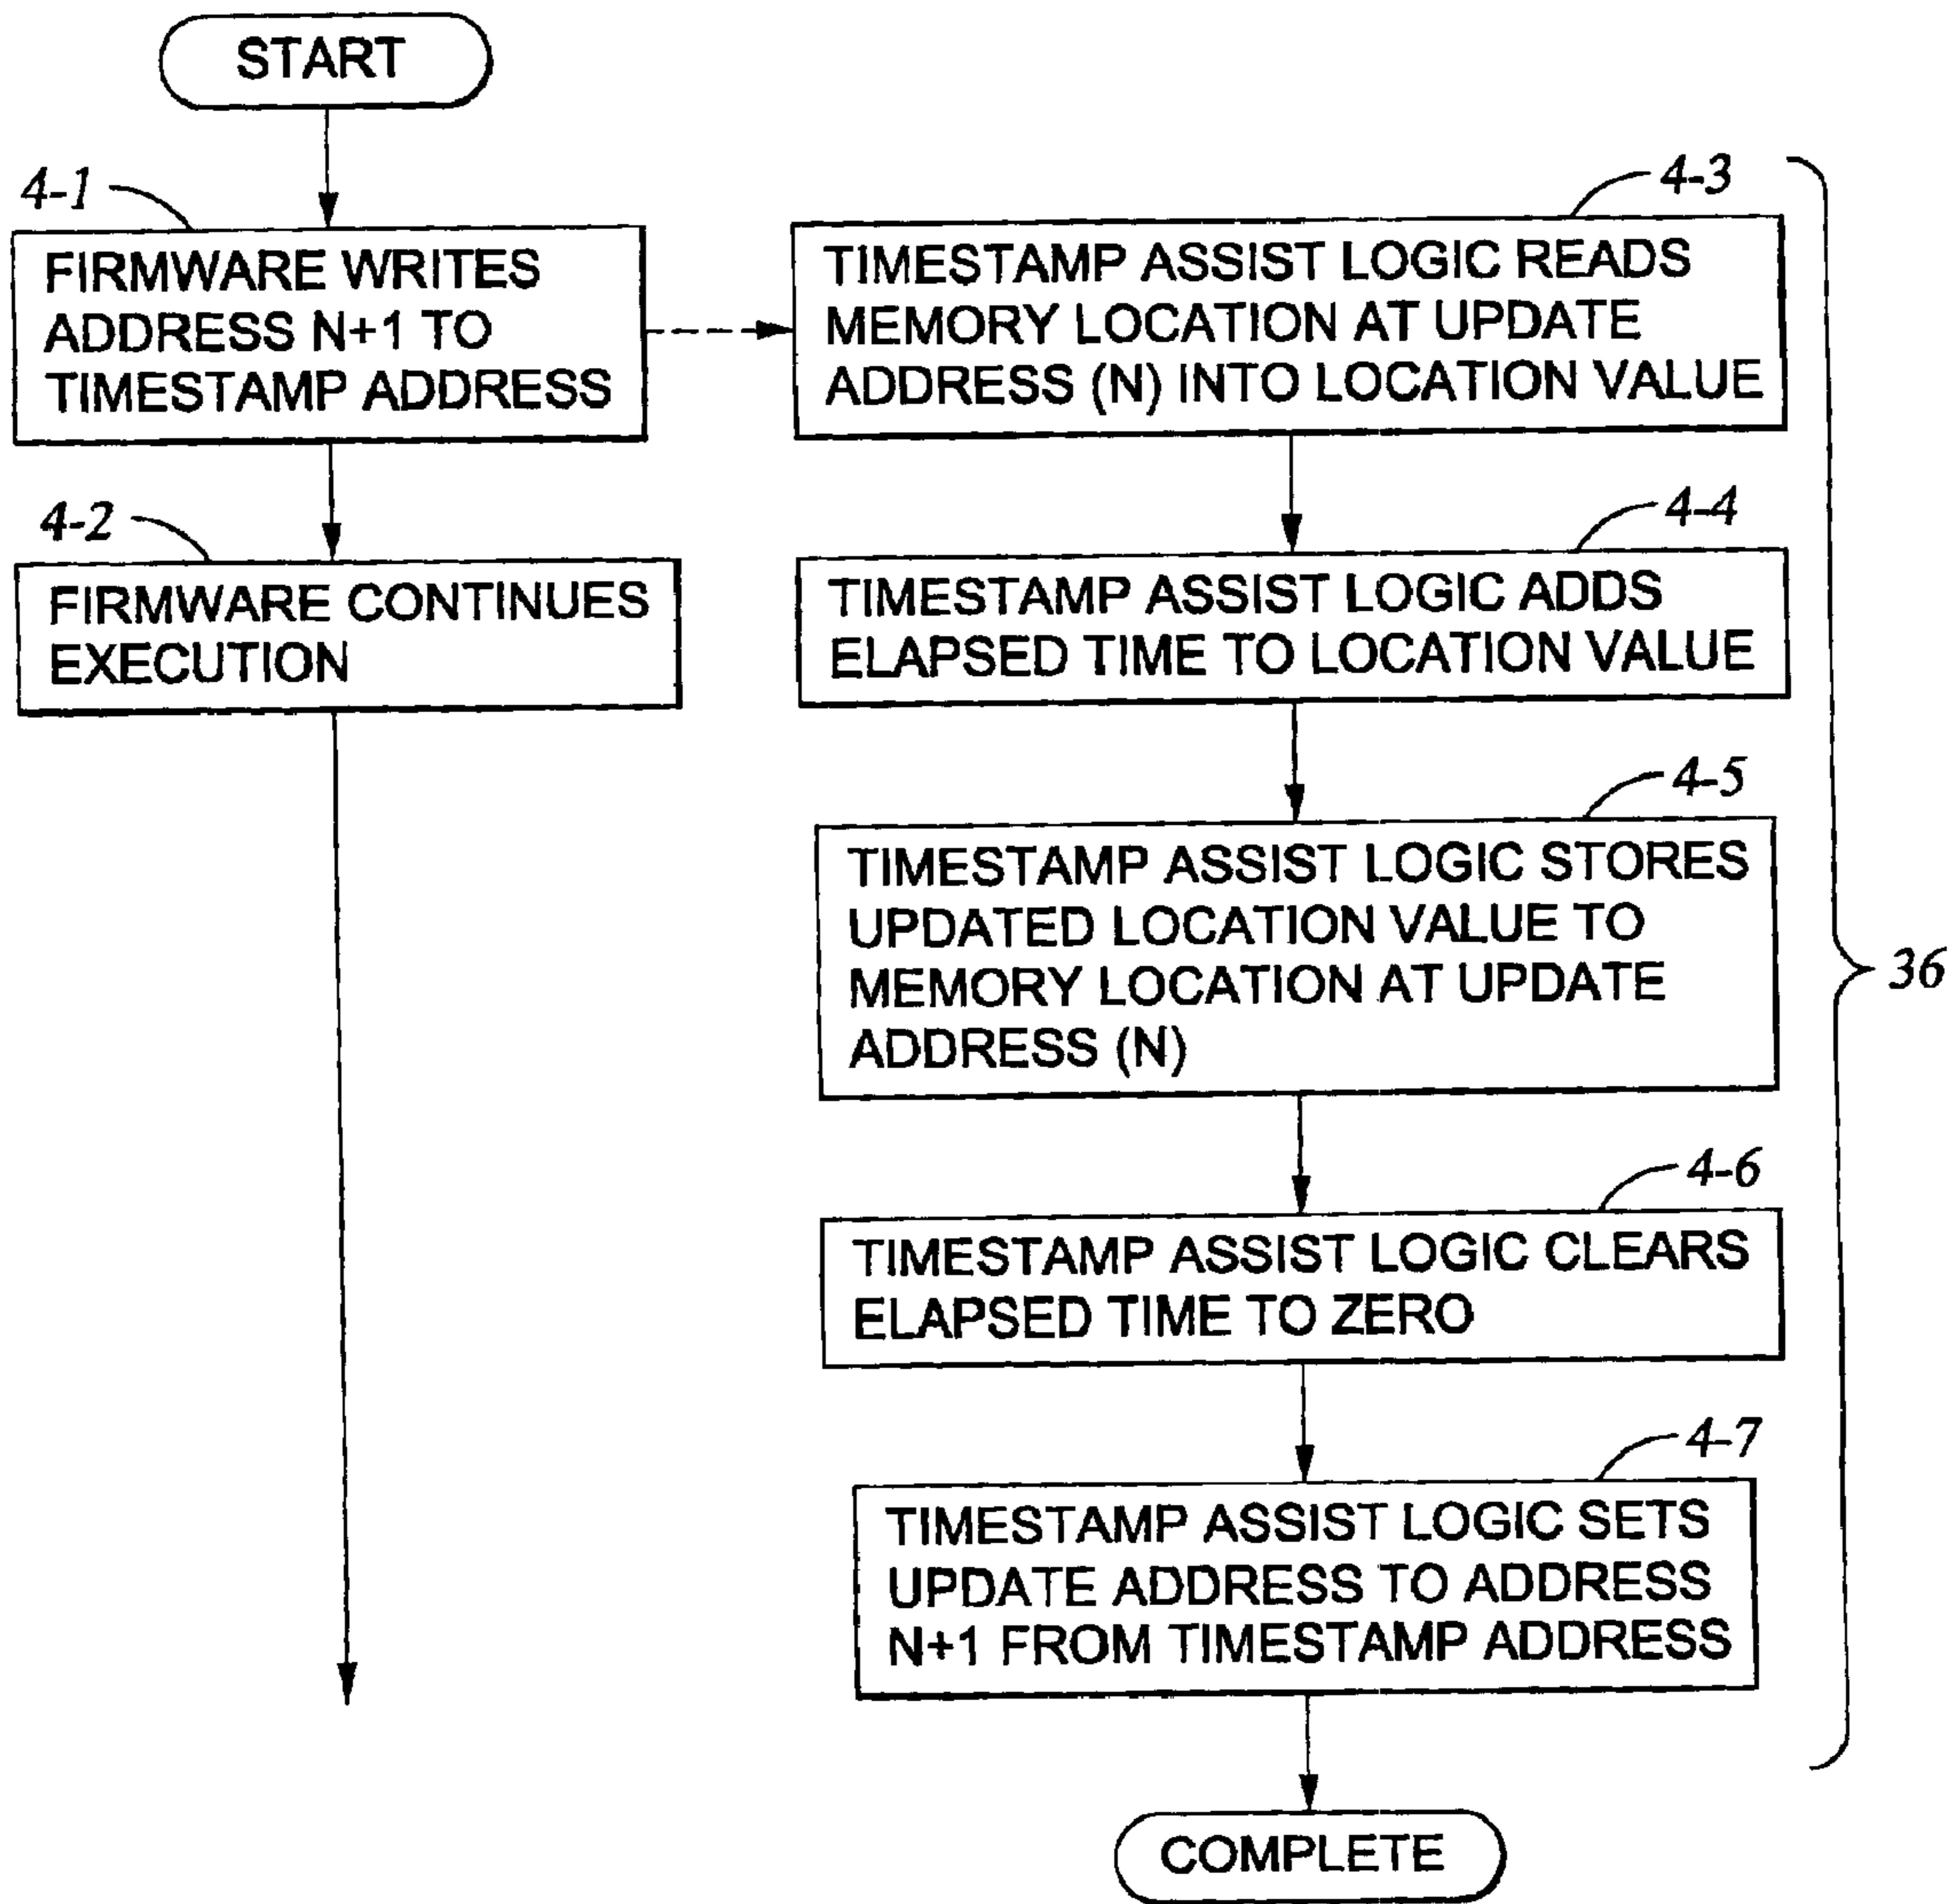 START
4-1
FIRMWARE WRITES
ADDRESS N+1 TO
TIMESTAMP ADDRESS
4-2
FIRMWARE CONTINUES
EXECUTION
4-3
TIMESTAMP ASSIST LOGIC READS
MEMORY LOCATION AT UPDATE
ADDRESS (N) INTO LOCATION VALUE
4-4
TIMESTAMP ASSIST LOGIC ADDS
ELAPSED TIME TO LOCATION VALUE
4-5
TIMESTAMP ASSIST LOGIC STORES
UPDATED LOCATION VALUE TO
MEMORY LOCATION AT UPDATE
ADDRESS (N)
36
4-6
TIMESTAMP ASSIST LOGIC CLEARS
ELAPSED TIME TO ZERO
4-7
TIMESTAMP ASSIST LOGIC SETS
UPDATE ADDRESS TO ADDRESS
N+1 FROM TIMESTAMP ADDRESS
COMPLETE